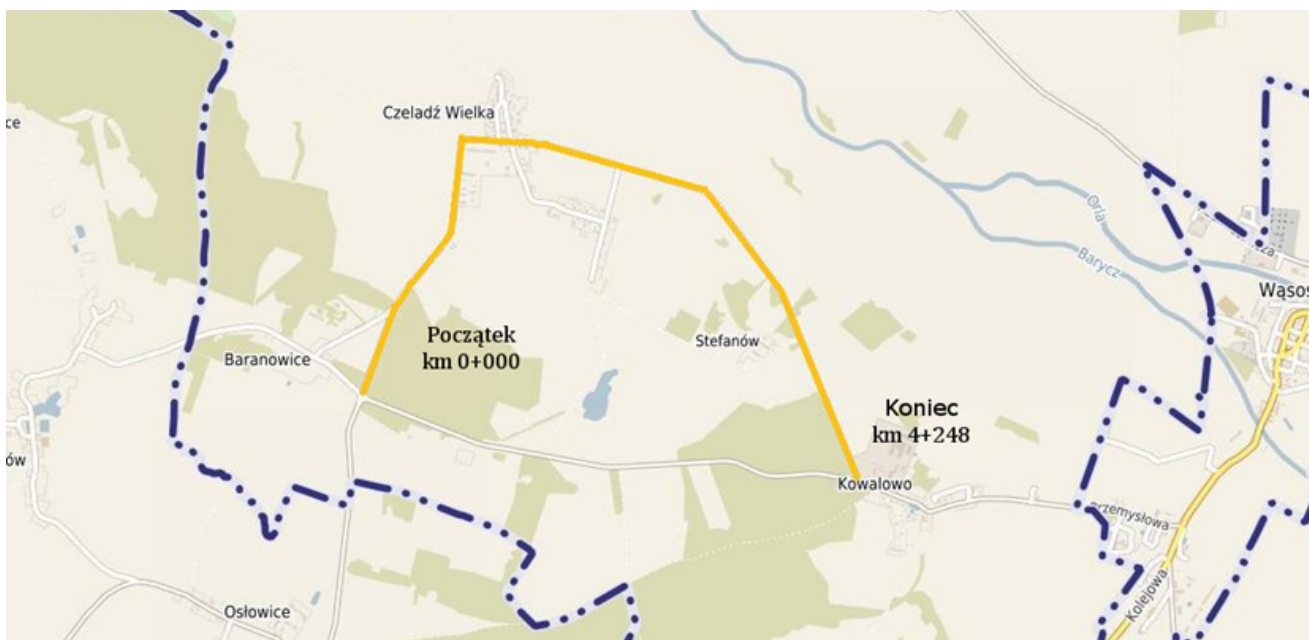 Czeladź Wielka
ce
Orla
Barycz
Wąsos
Początek
km 0+000
Baranowice
Stefanów
Koniec
km 4+248
ów
Kowalowo
Przemysłowa
Kolejowa
Osłowice